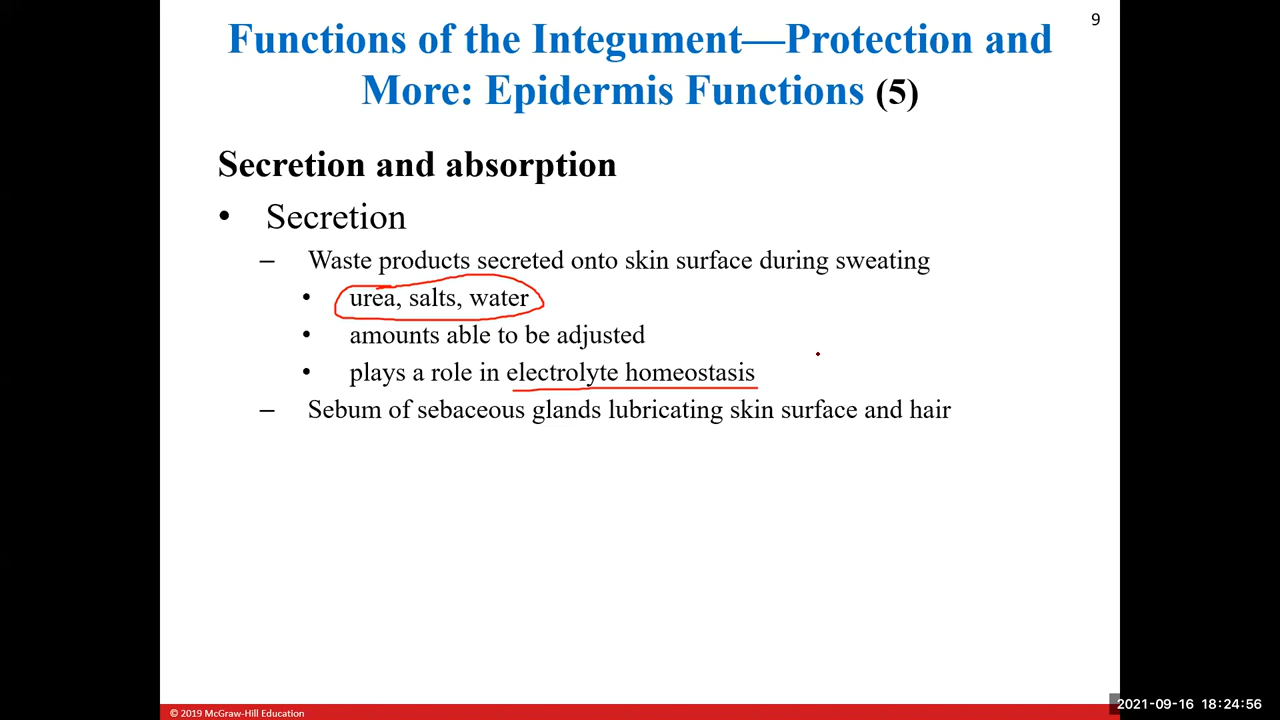 9
Functions of the Integument—Protection and
More: Epidermis Functions (5)
Secretion and absorption
• Secretion
– Waste products secreted onto skin surface during sweating
• urea, salts, water
• amounts able to be adjusted
• plays a role in electrolyte homeostasis
– Sebum of sebaceous glands lubricating skin surface and hair
© 2019 McGraw-Hill Education
2021-09-16 18:24:56